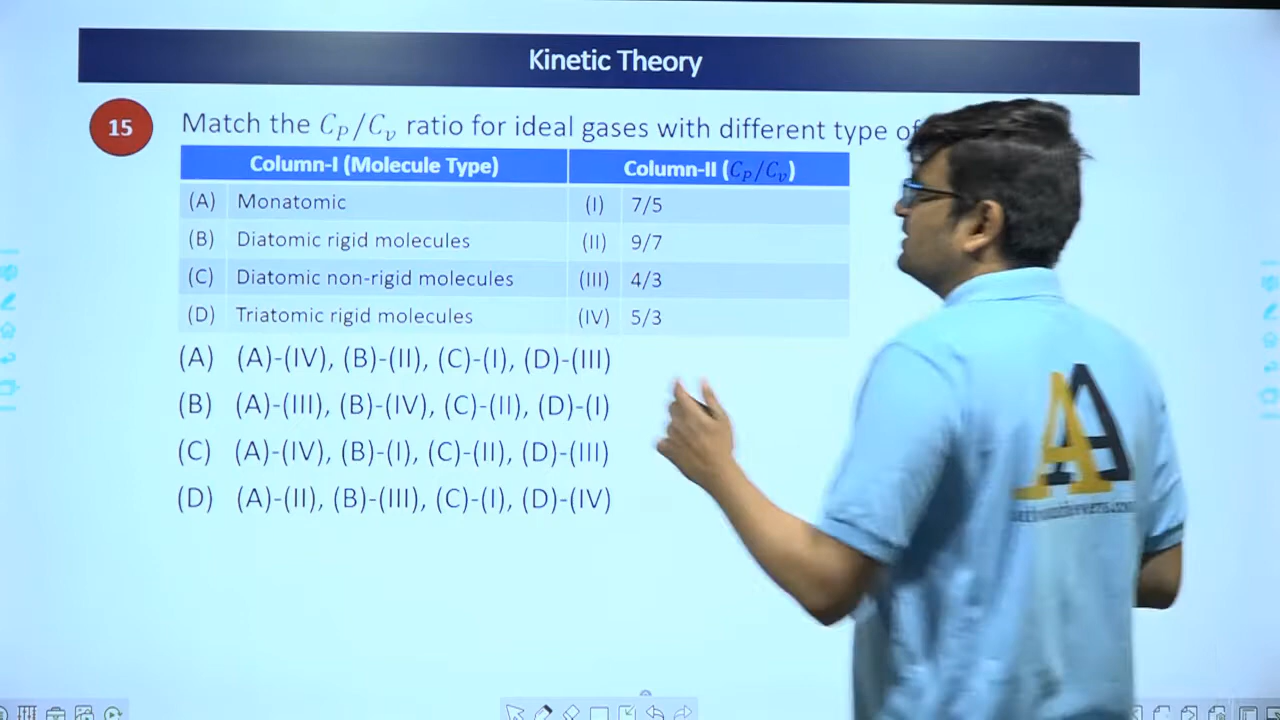 Kinetic Theory
15 Match the C_P/C_v ratio for ideal gases with different type of
Column-I (Molecule Type) Column-II (C_p/C_v)
(A) Monatomic (I) 7/5
(B) Diatomic rigid molecules (II) 9/7
(C) Diatomic non-rigid molecules (III) 4/3
(D) Triatomic rigid molecules (IV) 5/3
(A) (A)-(IV), (B)-(II), (C)-(I), (D)-(III)
(B) (A)-(III), (B)-(IV), (C)-(II), (D)-(I)
(C) (A)-(IV), (B)-(I), (C)-(II), (D)-(III)
(D) (A)-(II), (B)-(III), (C)-(I), (D)-(IV)